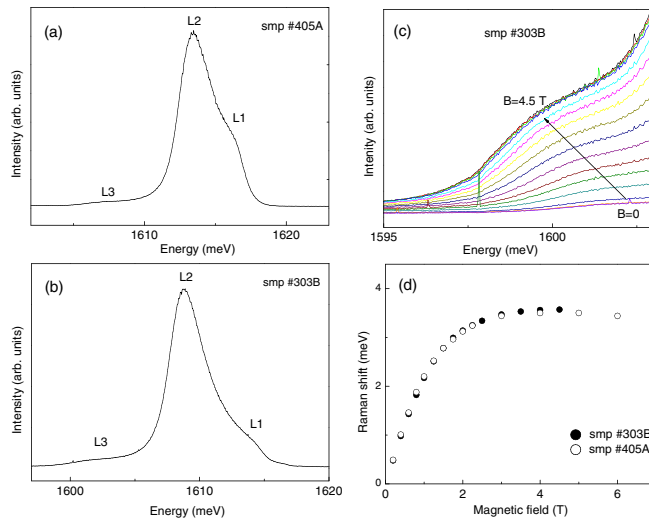 (a)
L2
smp #405A
L1
L3
Intensity (arb. units)
1610
1620
Energy (meV)
(b)
L2
smp #303B
L1
L3
Intensity (arb. units)
1600
1610
1620
Energy (meV)
(c)
smp #303B
B=4.5 T
B=0
Intenity (arb. units)
1595
1600
Energy (meV)
(d)
4
2
0
Raman shift (meV)
smp #303B
smp #405A
0
2
4
6
Magnetic field (T)